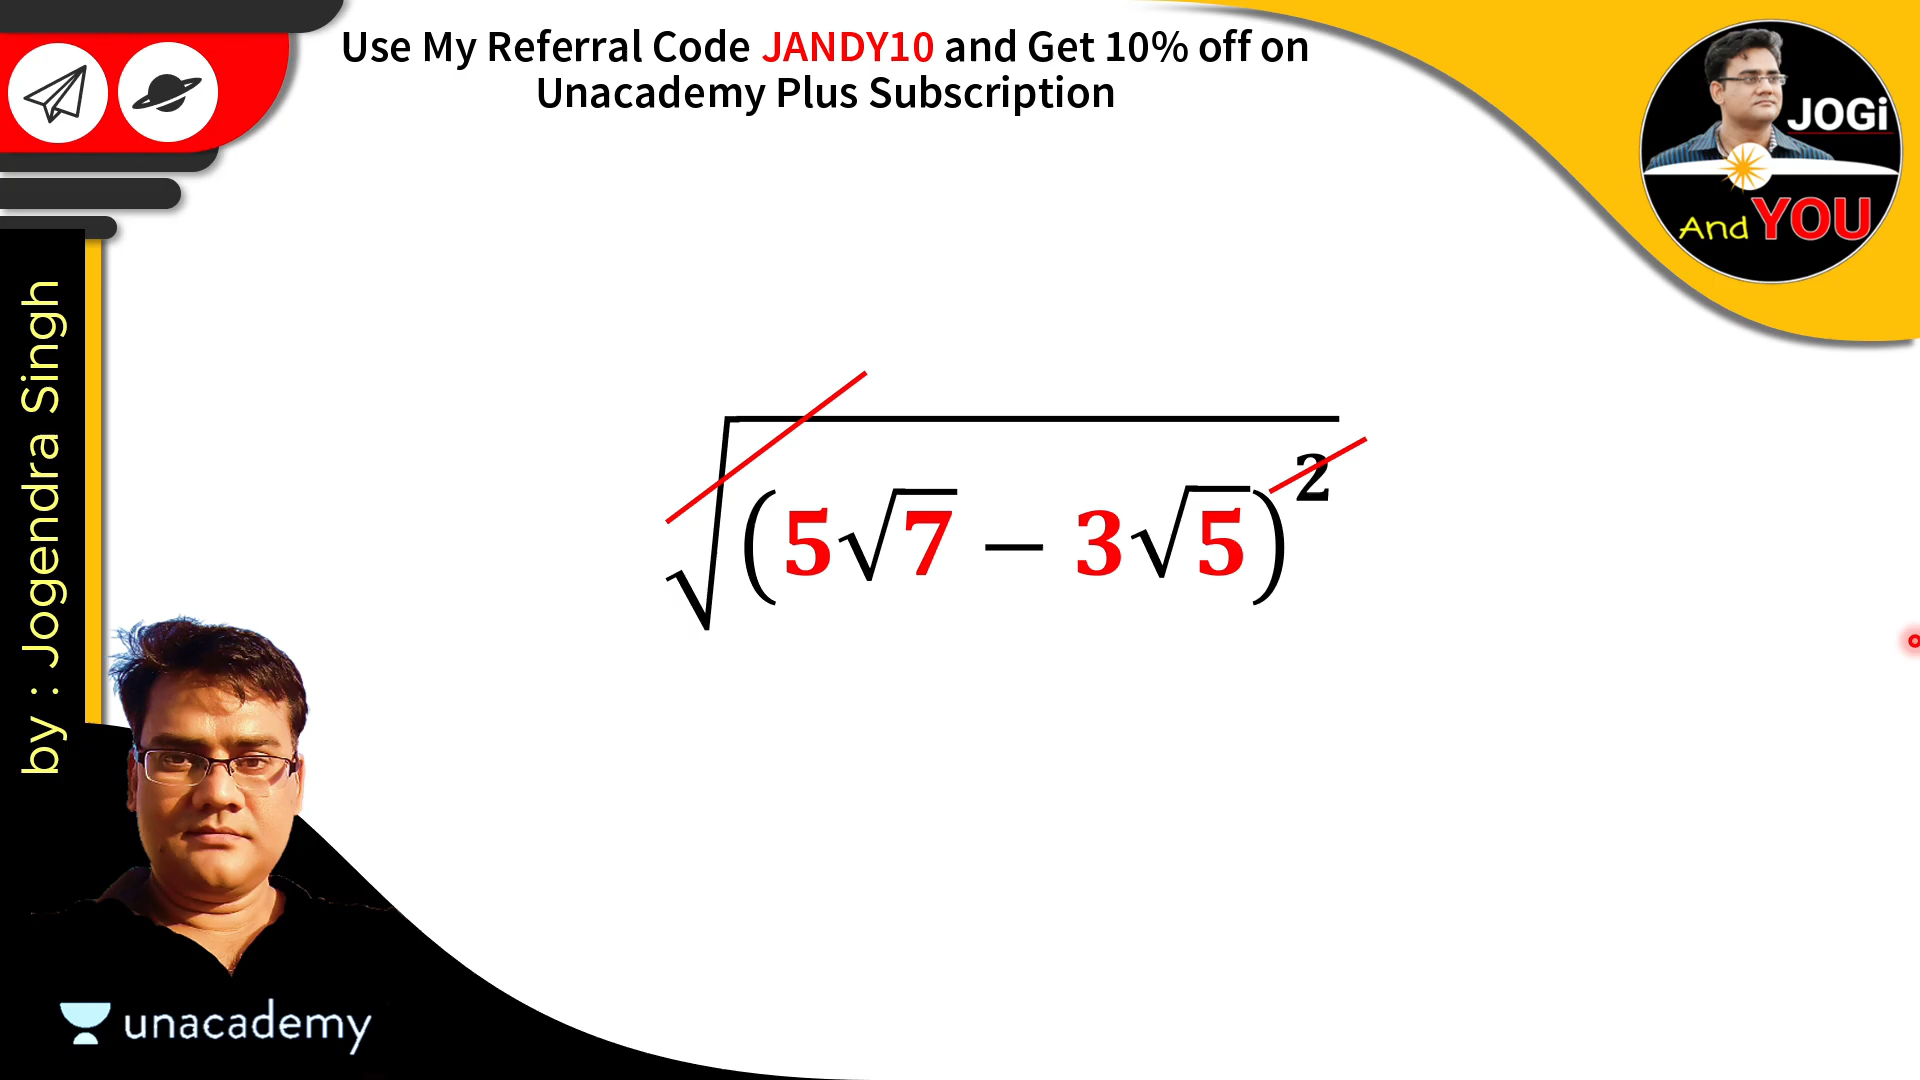 Use My Referral Code JANDY10 and Get 10% off on
Unacademy Plus Subscription
JOGi
And YOU
by : Jogendra Singh
√(5√7 − 3√5)²
unacademy